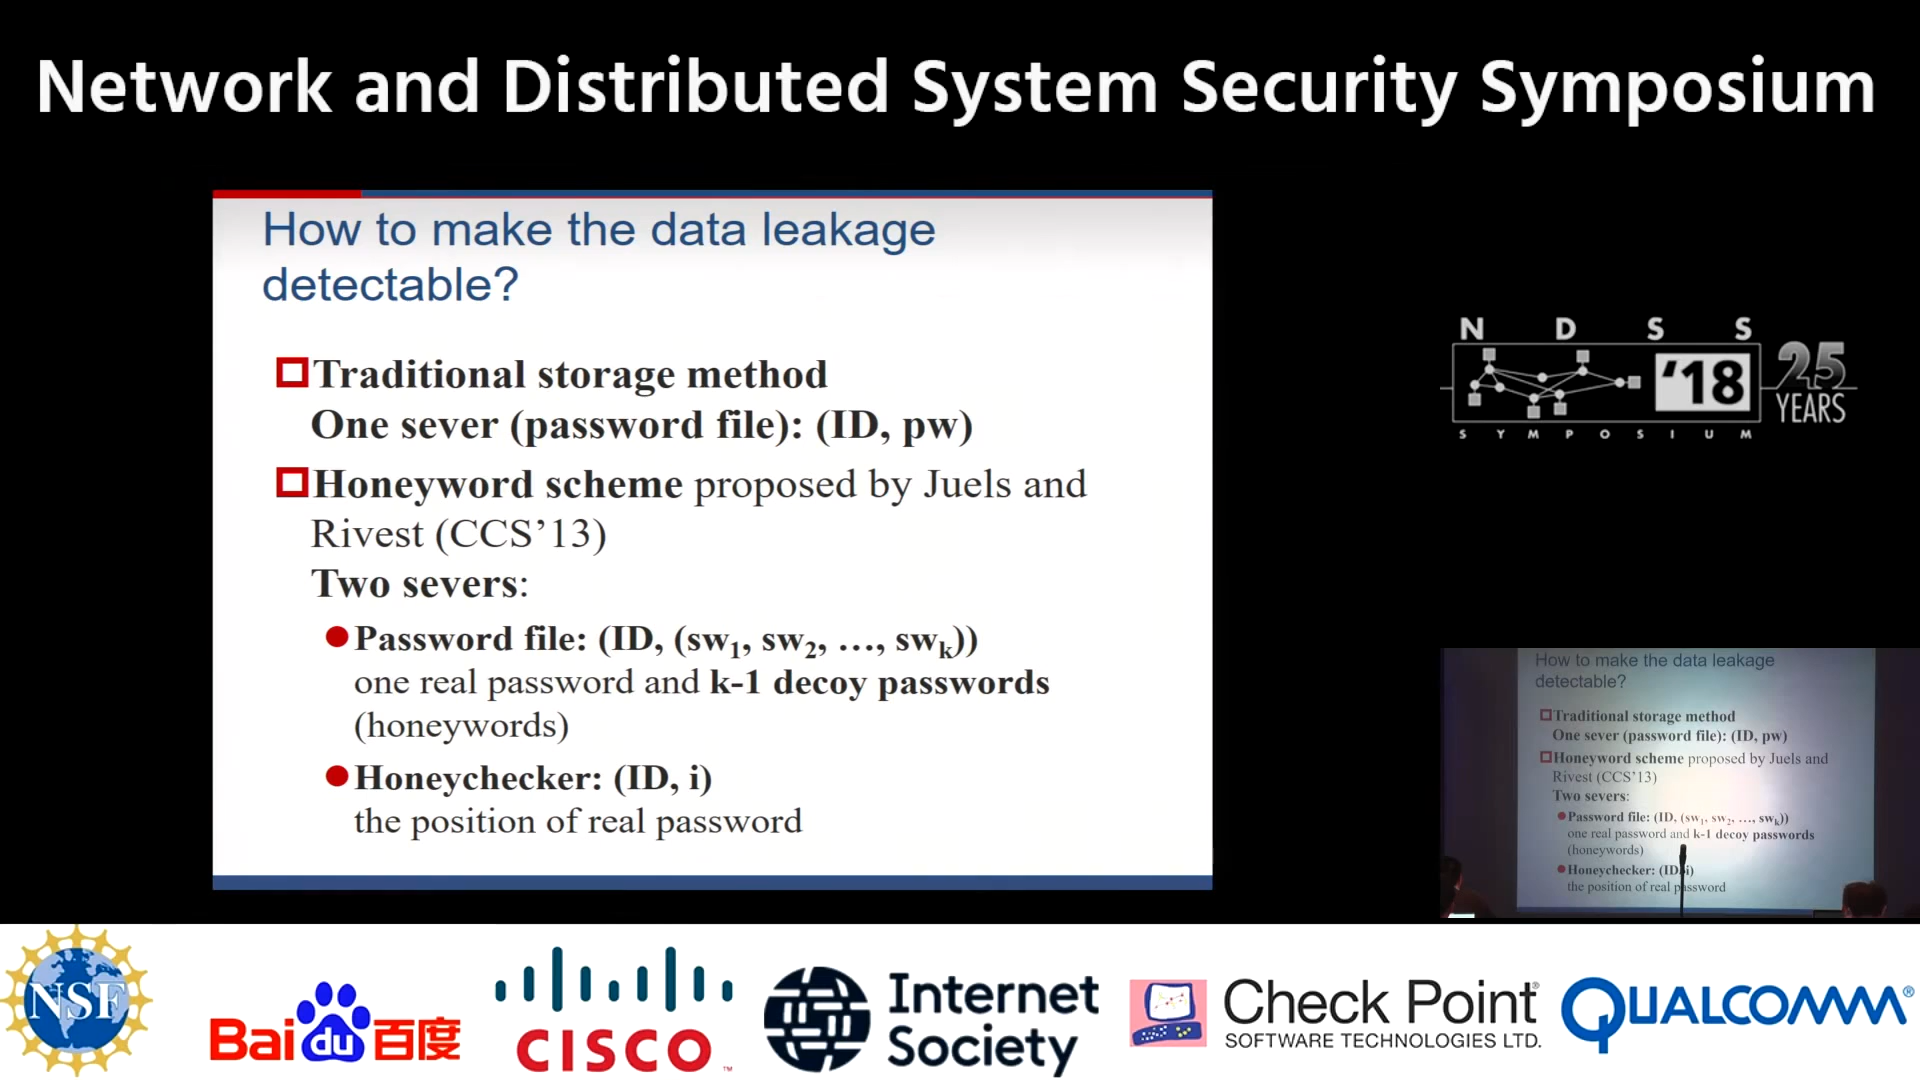 Network and Distributed System Security Symposium
How to make the data leakage
detectable?
Traditional storage method
One sever (password file): (ID, pw)
Honeyword scheme proposed by Juels and
Rivest (CCS’13)
Two severs:
Password file: (ID, (sw1, sw2, …, swk))
one real password and k-1 decoy passwords
(honeywords)
Honeychecker: (ID, i)
the position of real password
N D S S
‘18
25
YEARS
S Y M P O S I U M
How to make the data leakage
detectable?
Traditional storage method
One sever (password file): (ID, pw)
Honeyword scheme proposed by Juels and
Rivest (CCS’13)
Two severs:
Password file: (ID, (sw1, sw2, …, swk))
one real password and k-1 decoy passwords
(honeywords)
Honeychecker: (ID, i)
the position of real password
NSF
Bai du 百度
CISCO ™
Internet
Society
Check Point
SOFTWARE TECHNOLOGIES LTD.
QUALCOMM®